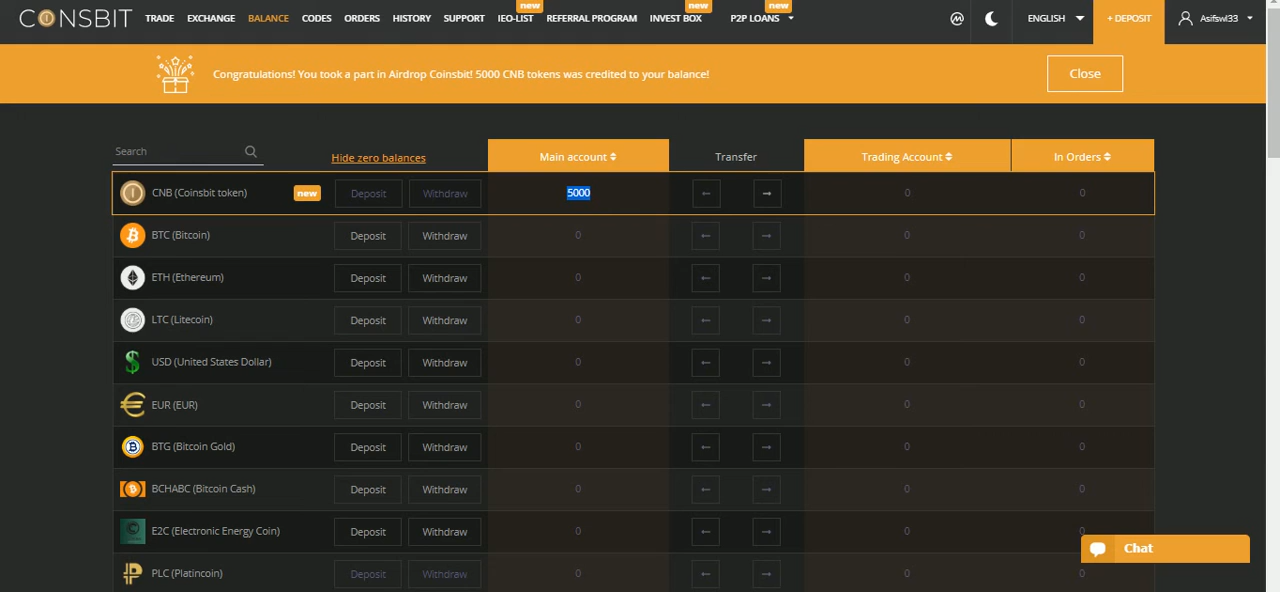 CONSBIT TRADE EXCHANGE BALANCE CODES ORDERS HISTORY SUPPORT IEO-LIST new REFERRAL PROGRAM INVEST BOX new P2P LOANS new ENGLISH + DEPOSIT Asifswl33
Congratulations! You took a part in Airdrop Coinsbit! 5000 CNB tokens was credited to your balance! Close
Search Hide zero balances Main account Transfer Trading Account In Orders
CNB (Coinsbit token) new Deposit Withdraw 5000 ← → 0 0
BTC (Bitcoin) Deposit Withdraw 0 ← → 0 0
ETH (Ethereum) Deposit Withdraw 0 ← → 0 0
LTC (Litecoin) Deposit Withdraw 0 ← → 0 0
USD (United States Dollar) Deposit Withdraw 0 ← → 0 0
EUR (EUR) Deposit Withdraw 0 ← → 0 0
BTG (Bitcoin Gold) Deposit Withdraw 0 ← → 0 0
BCHABC (Bitcoin Cash) Deposit Withdraw 0 ← → 0 0
E2C (Electronic Energy Coin) Deposit Withdraw 0 ← → 0 0
Chat
PLC (Platincoin) Deposit Withdraw 0 ← → 0 0